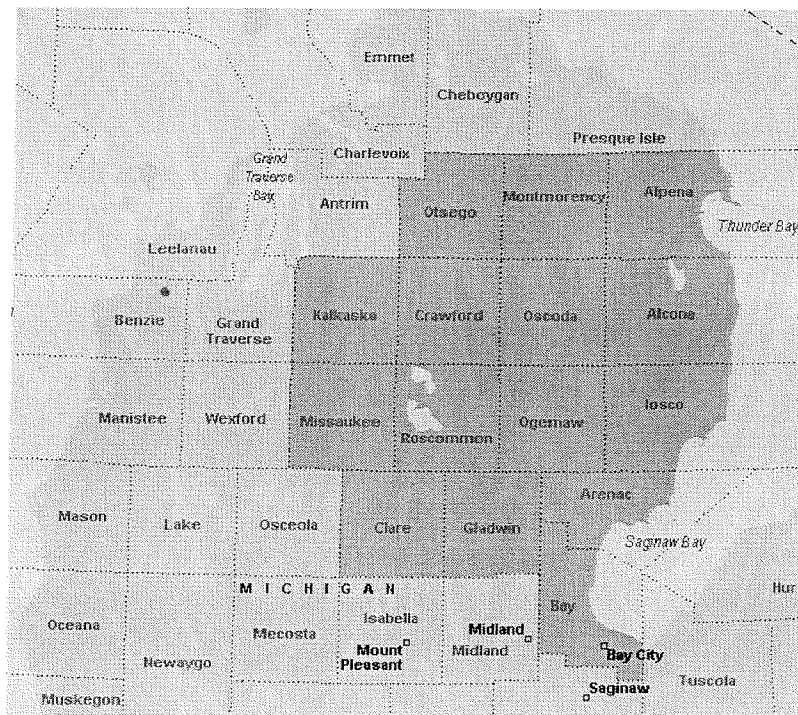 Emmet
Cheboygan
Presque Isle
Charlevoix
Grand
Traverse
Bay
Antrim
Otsego
Montmorency
Alpena
Thunder Bay
Leelanau
Benzie
Grand
Traverse
Kalkaska
Crawford
Oscoda
Alcona
Manistee
Wexford
Missaukee
Roscommon
Ogemaw
Iosco
Mason
Lake
Osceola
Clare
Gladwin
Arenac
Saginaw Bay
MICHIGAN
Oceana
Newaygo
Mecosta
Isabella
Mount
Pleasant
Midland
Midland
Bay
Bay City
Hur
Muskegon
Saginaw
Tuscola